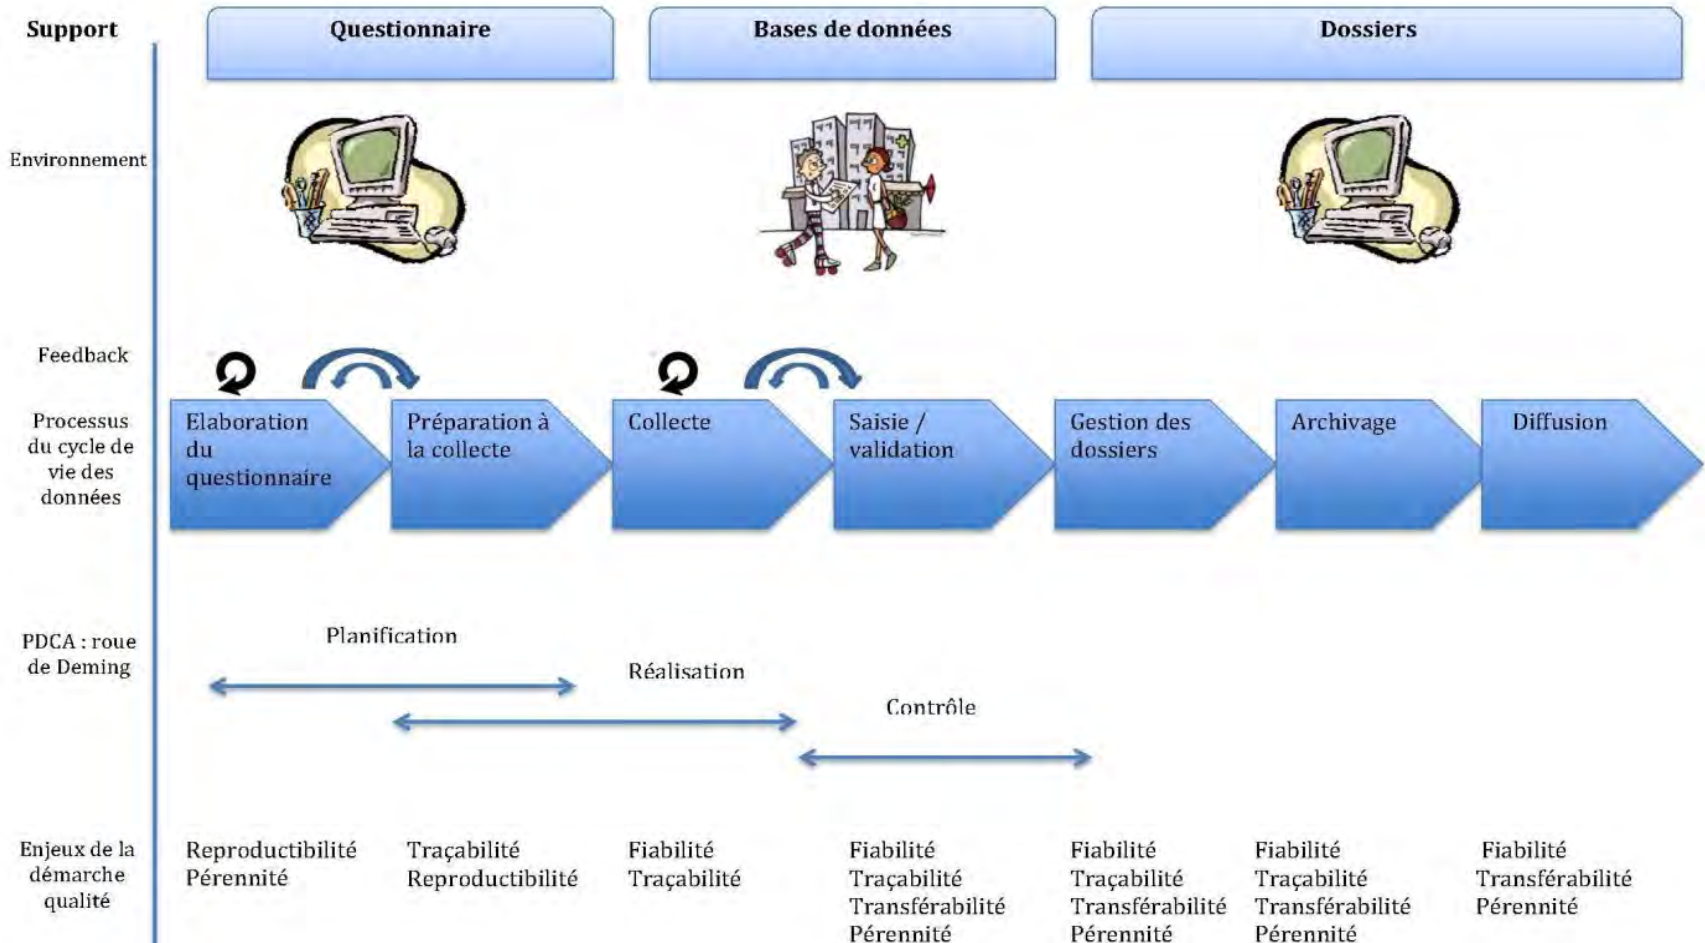 Support
Questionnaire
Bases de données
Dossiers
Environnement
Feedback
Processus
du cycle de
vie des
données
Elaboration
du
questionnaire
Préparation à
la collecte
Collecte
Saisie /
validation
Gestion des
dossiers
Archivage
Diffusion
PDCA : roue
de Deming
Planification
Réalisation
Contrôle
Enjeux de la
démarche
qualité
Reproductibilité
Pérennité
Traçabilité
Reproductibilité
Fiabilité
Traçabilité
Fiabilité
Traçabilité
Transférabilité
Pérennité
Fiabilité
Traçabilité
Transférabilité
Pérennité
Fiabilité
Traçabilité
Transférabilité
Pérennité
Fiabilité
Transférabilité
Pérennité